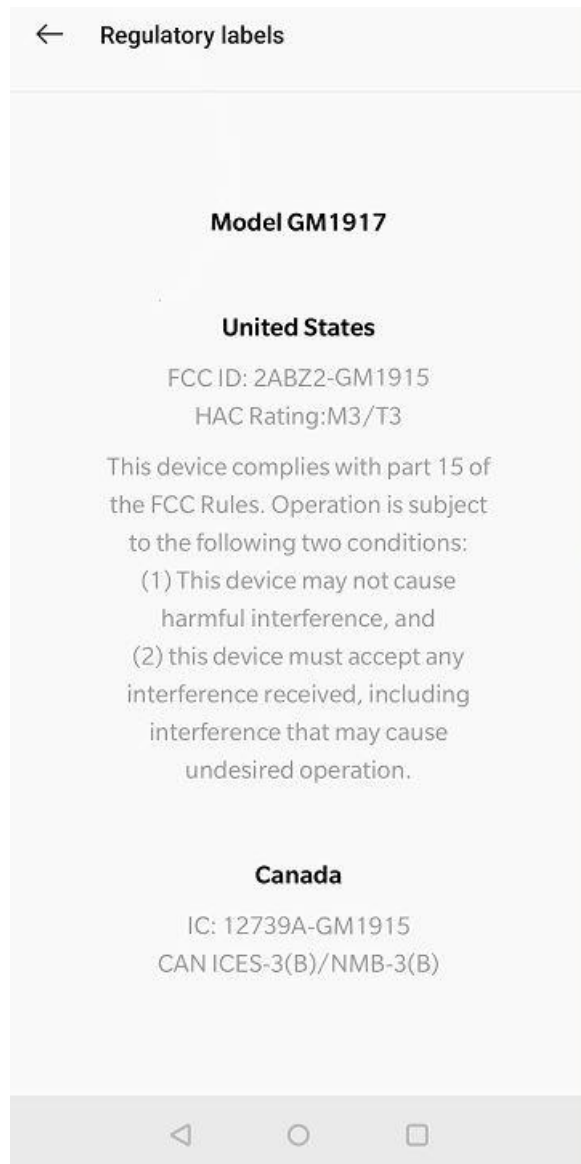 Regulatory labels
Model GM1917
United States
FCC ID: 2ABZ2-GM1915
HAC Rating:M3/T3
This device complies with part 15 of
the FCC Rules. Operation is subject
to the following two conditions:
(1) This device may not cause
harmful interference, and
(2) this device must accept any
interference received, including
interference that may cause
undesired operation.
Canada
IC: 12739A-GM1915
CAN ICES-3(B)/NMB-3(B)